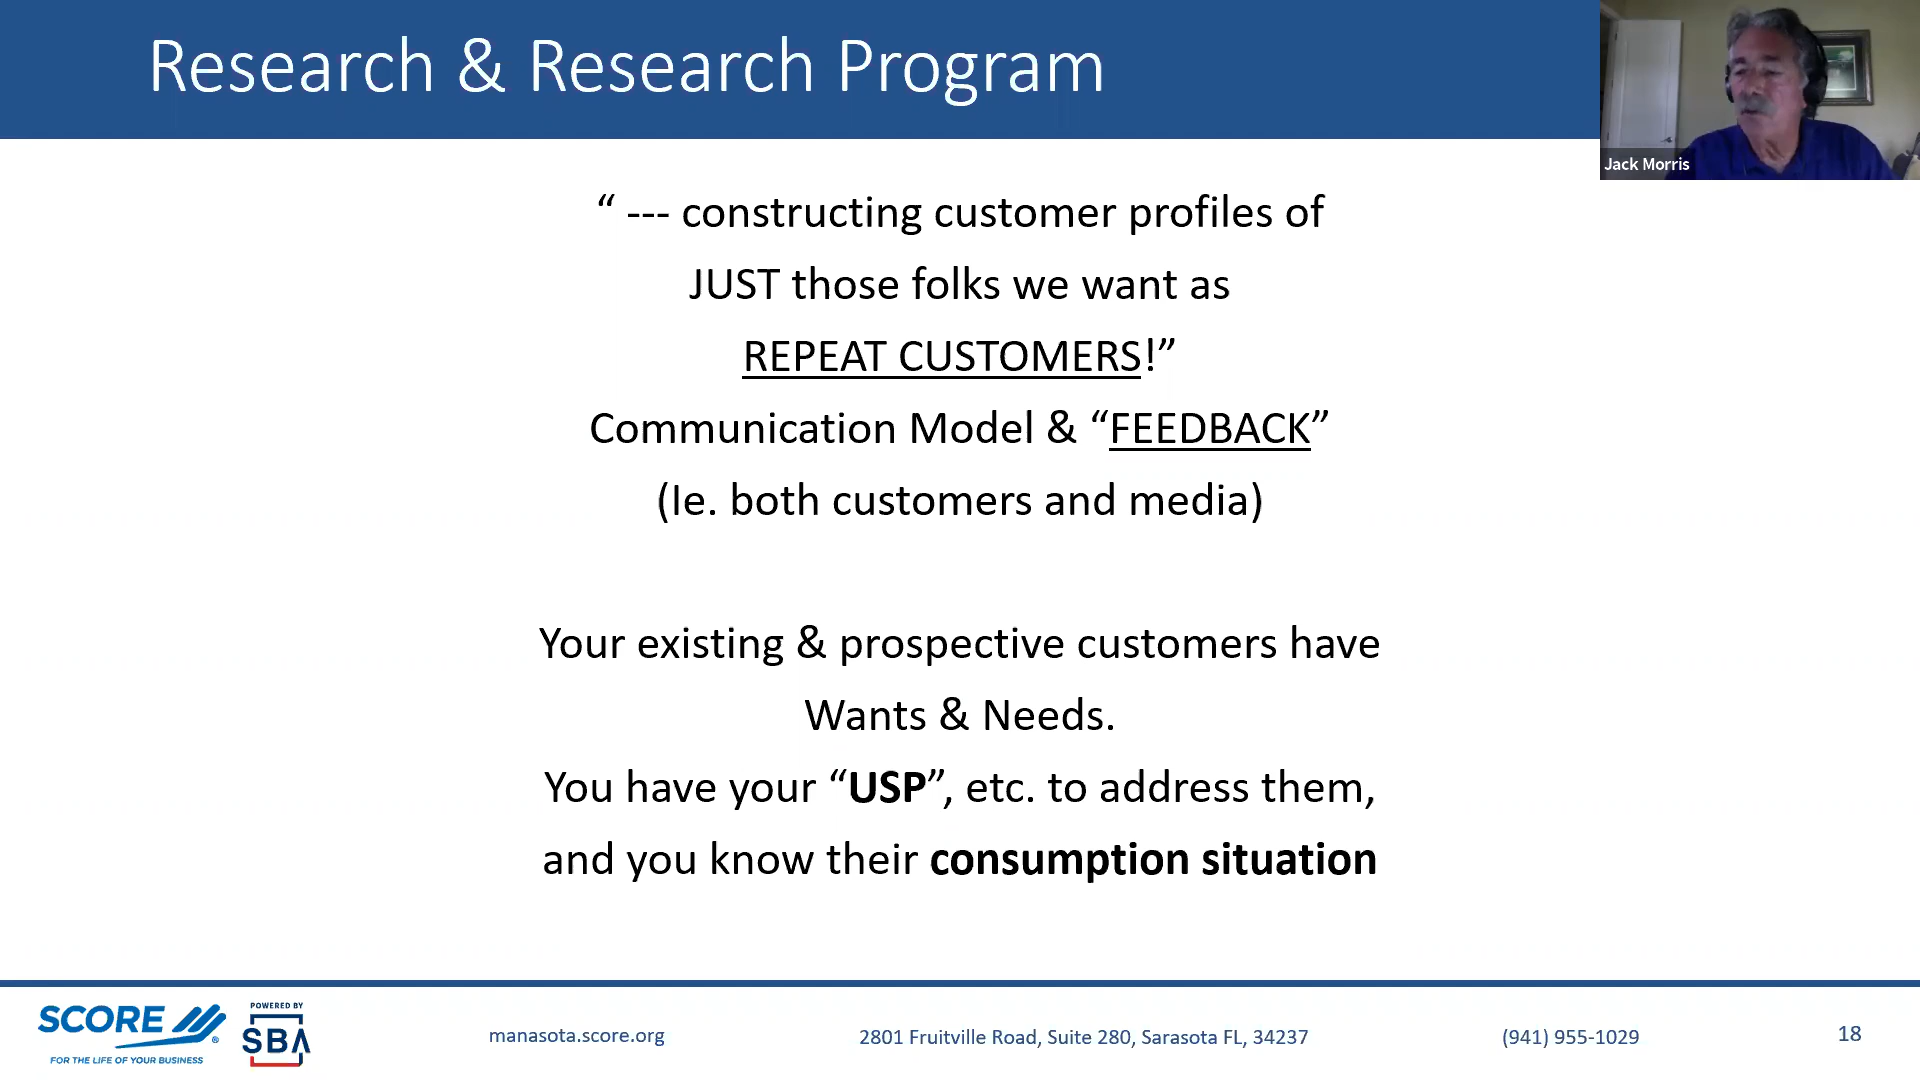 Research & Research Program
Jack Morris
“ --- constructing customer profiles of
JUST those folks we want as
REPEAT CUSTOMERS!”
Communication Model & “FEEDBACK”
(Ie. both customers and media)
Your existing & prospective customers have
Wants & Needs.
You have your “USP”, etc. to address them,
and you know their consumption situation
SCORE ®
FOR THE LIFE OF YOUR BUSINESS
POWERED BY
SBA
manasota.score.org
2801 Fruitville Road, Suite 280, Sarasota FL, 34237
(941) 955-1029
18